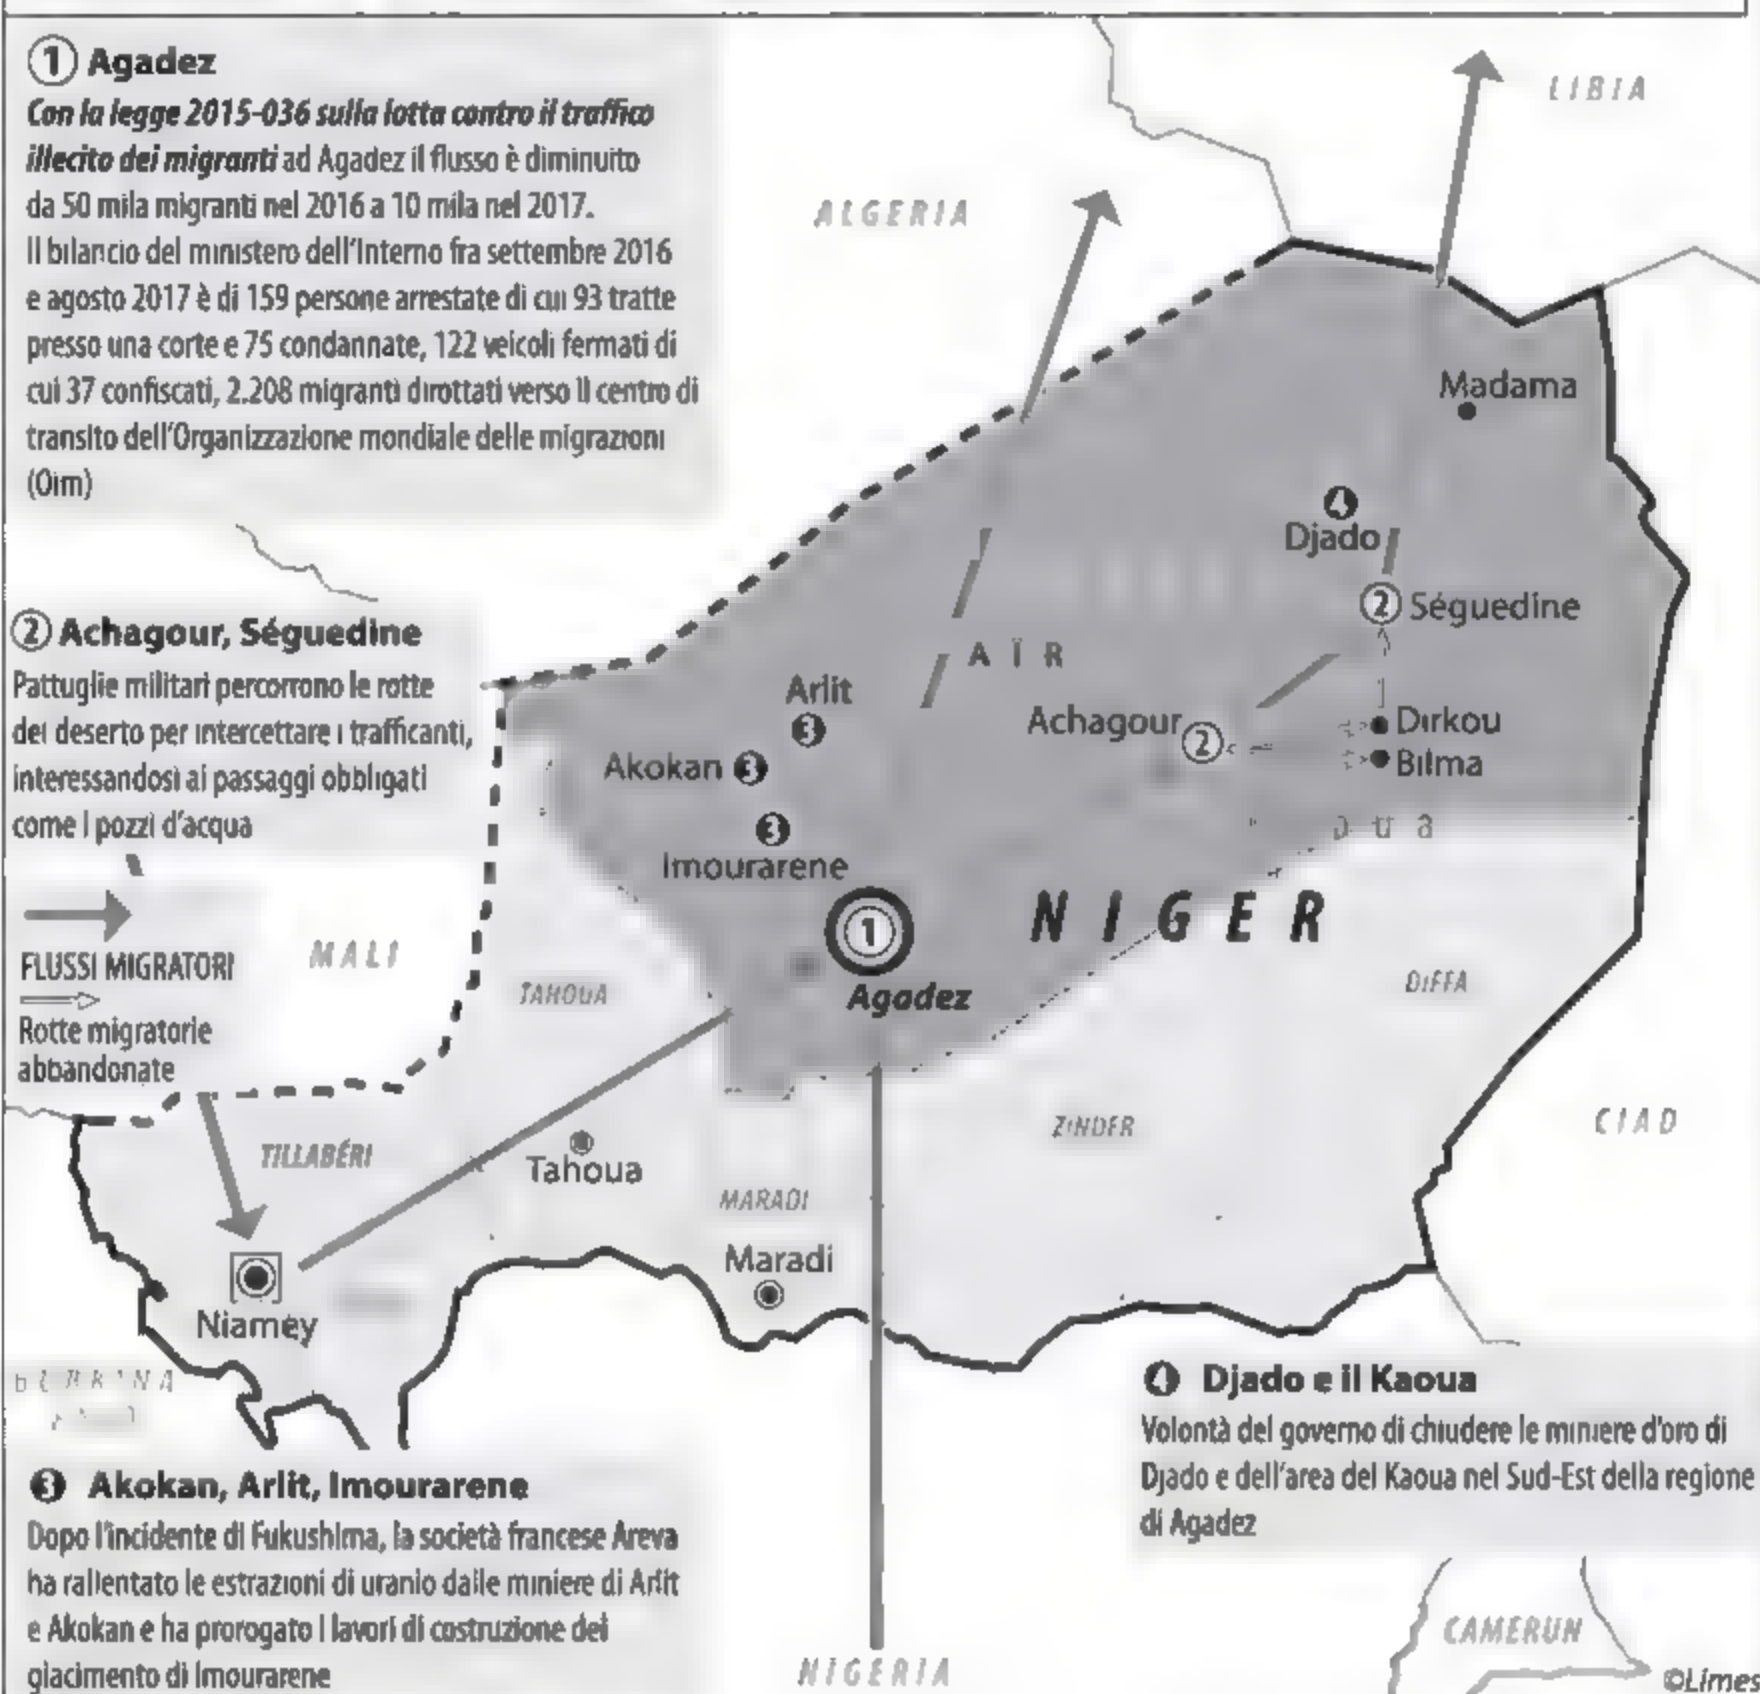 ① Agadez
Con la legge 2015-036 sulla lotta contro il traffico
illecito dei migranti ad Agadez il flusso è diminuito
da 50 mila migranti nel 2016 a 10 mila nel 2017.
Il bilancio del ministero dell'Interno fra settembre 2016
e agosto 2017 è di 159 persone arrestate di cui 93 tratte
presso una corte e 75 condannate, 122 veicoli fermati di
cui 37 confiscati, 2.208 migranti dirottati verso il centro di
transito dell'Organizzazione mondiale delle migrazioni
(Oim)
LIBIA
ALGERIA
Madama
❹
Djado
② Séguedine
② Achagour, Séguedine
Pattuglie militari percorrono le rotte
del deserto per intercettare i trafficanti,
interessandosi ai passaggi obbligati
come i pozzi d'acqua
AÏR
Arlit
❸
Akokan ❸
❸
Imourarene
Achagour ②
Dirkou
Bilma
NIGER
①
Agadez
FLUSSI MIGRATORI
Rotte migratorie
abbandonate
MALI
TAHOUA
DIFFA
TILLABÉRI
Tahoua
ZINDER
CIAD
MARADI
Maradi
Niamey
❹ Djado e il Kaoua
Volontà del governo di chiudere le miniere d'oro di
Djado e dell'area del Kaoua nel Sud-Est della regione
di Agadez
❸ Akokan, Arlit, Imourarene
Dopo l'incidente di Fukushima, la società francese Areva
ha rallentato le estrazioni di uranio dalle miniere di Arlit
e Akokan e ha prorogato i lavori di costruzione del
giacimento di Imourarene
NIGERIA
CAMERUN
©Limes